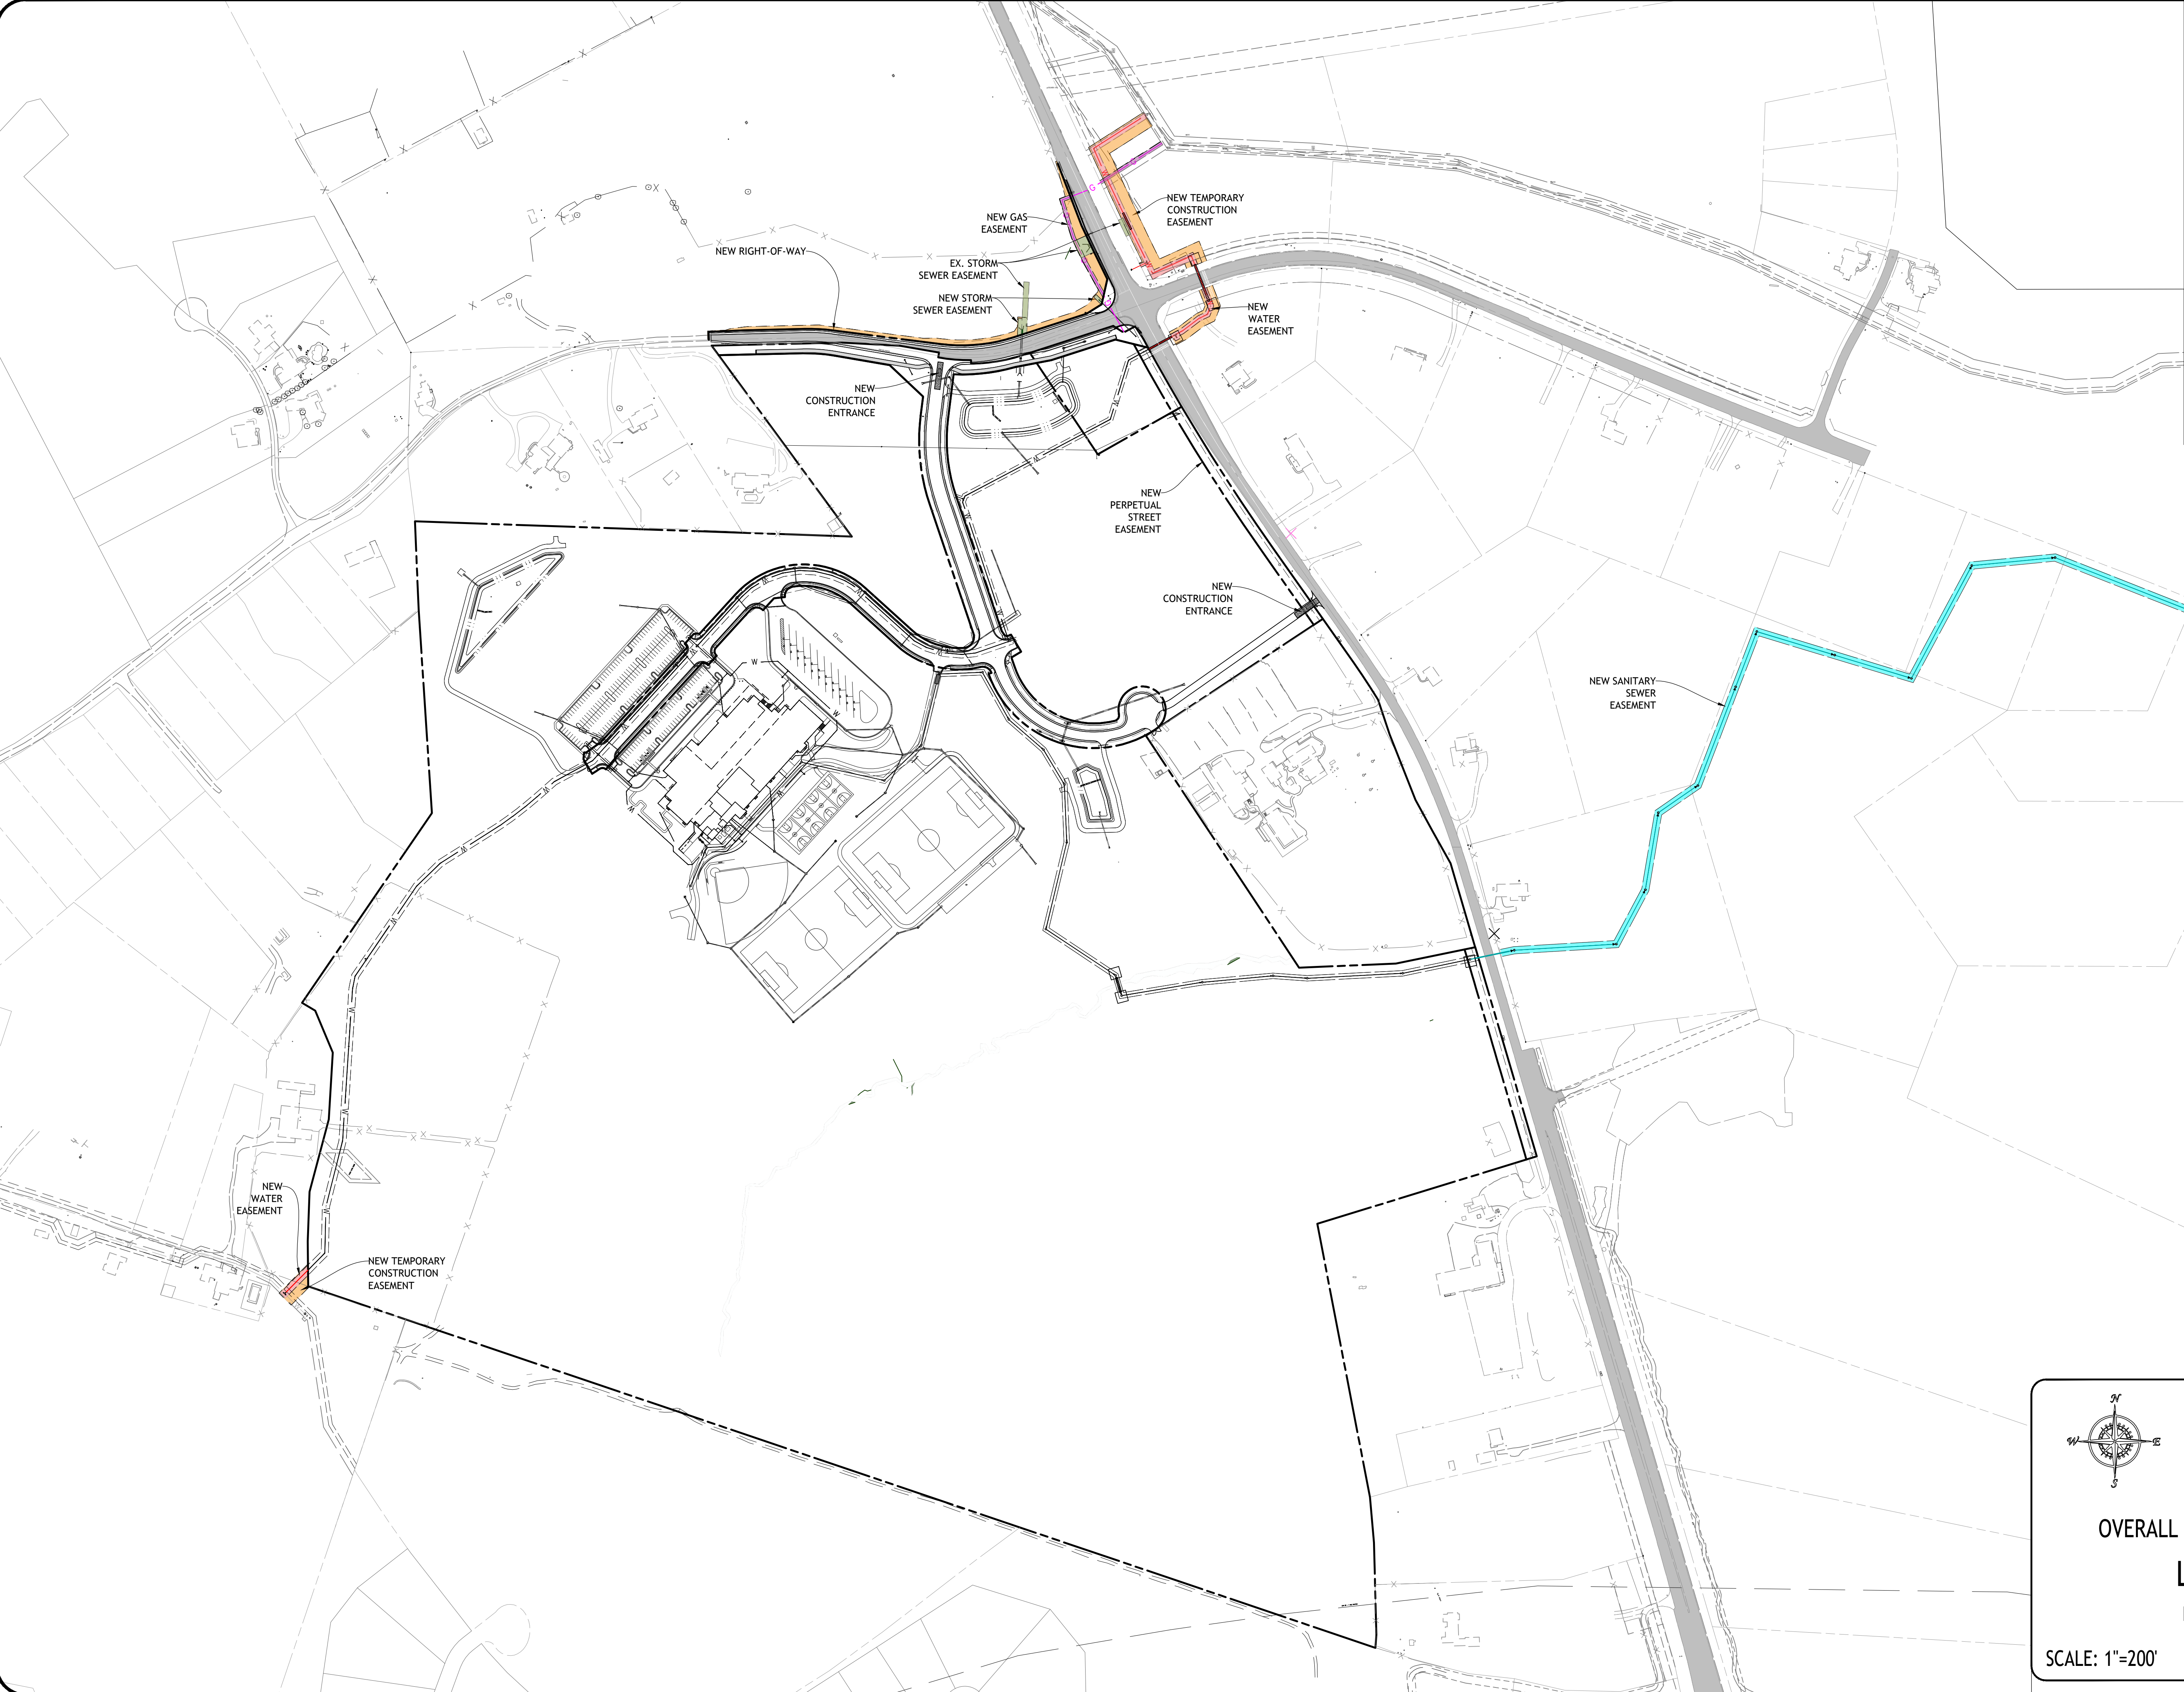 NEW TEMPORARY
CONSTRUCTION
EASEMENT
NEW GAS
EASEMENT
NEW RIGHT-OF-WAY
EX. STORM
SEWER EASEMENT
NEW STORM
SEWER EASEMENT
NEW
WATER
EASEMENT
NEW
CONSTRUCTION
ENTRANCE
NEW
PERPETUAL
STREET
EASEMENT
NEW
CONSTRUCTION
ENTRANCE
NEW SANITARY
SEWER
EASEMENT
NEW
WATER
EASEMENT
NEW TEMPORARY
CONSTRUCTION
EASEMENT
G
G
W
W
W
W
W
W
W
N
W
E
S
OVERALL
L
SCALE: 1"=200'